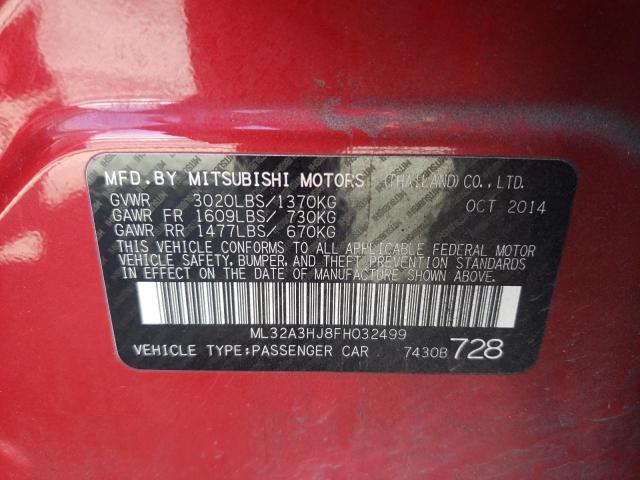 MFD.BY MITSUBISHI MOTORS (THAILAND)CO.,LTD.
GVWR 3020LBS/1370KG OCT 2014
GAWR FR 1609LBS/ 730KG
GAWR RR 1477LBS/ 670KG
THIS VEHICLE CONFORMS TO ALL APPLICABLE FEDERAL MOTOR
VEHICLE SAFETY, BUMPER, AND THEFT PREVENTION STANDARDS
IN EFFECT ON THE DATE OF MANUFACTURE SHOWN ABOVE.
ML32A3HJ8FH032499
VEHICLE TYPE:PASSENGER CAR 7430B 728